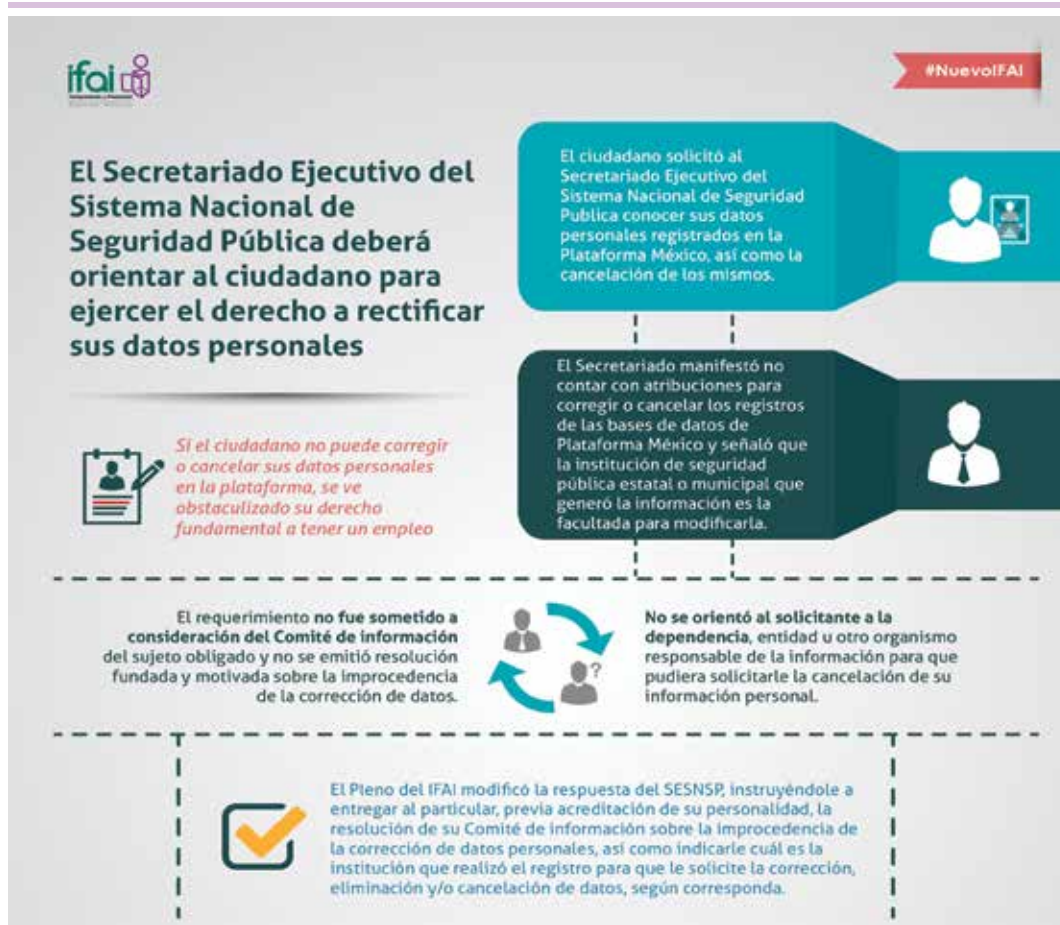 ifai
#NuevoIFAI
El Secretariado Ejecutivo del
Sistema Nacional de
Seguridad Pública deberá
orientar al ciudadano para
ejercer el derecho a rectificar
sus datos personales
Si el ciudadano no puede corregir
o cancelar sus datos personales
en la plataforma, se ve
obstaculizado su derecho
fundamental a tener un empleo
El ciudadano solicitó al
Secretariado Ejecutivo del
Sistema Nacional de Seguridad
Publica conocer sus datos
personales registrados en la
Plataforma México, así como la
cancelación de los mismos.
El Secretariado manifestó no
contar con atribuciones para
corregir o cancelar los registros
de las bases de datos de
Plataforma México y señaló que
la institución de seguridad
pública estatal o municipal que
generó la información es la
facultada para modificarla.
El requerimiento no fue sometido a
consideración del Comité de información
del sujeto obligado y no se emitió resolución
fundada y motivada sobre la improcedencia
de la corrección de datos.
?
No se orientó al solicitante a la
dependencia, entidad u otro organismo
responsable de la información para que
pudiera solicitarle la cancelación de su
información personal.
El Pleno del IFAI modificó la respuesta del SESNSP, instruyéndole a
entregar al particular, previa acreditación de su personalidad, la
resolución de su Comité de información sobre la improcedencia de
la corrección de datos personales, así como indicarle cuál es la
institución que realizó el registro para que le solicite la corrección,
eliminación y/o cancelación de datos, según corresponda.